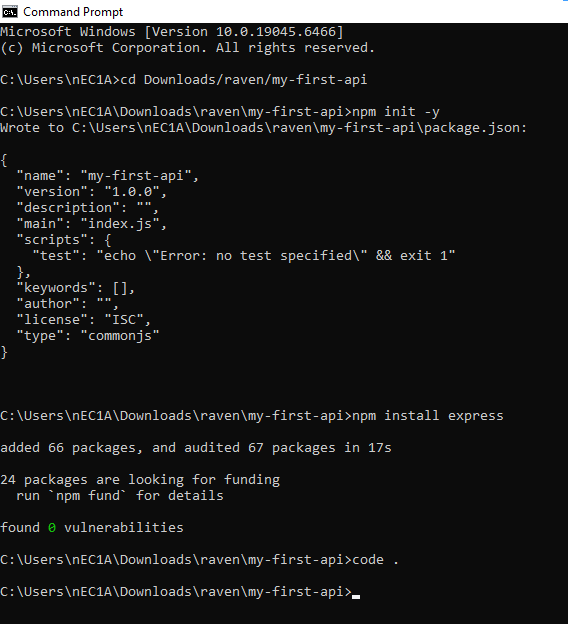 Command Prompt
Microsoft Windows [Version 10.0.19045.6466]
(c) Microsoft Corporation. All rights reserved.
C:\Users\nEC1A>cd Downloads/raven/my-first-api
C:\Users\nEC1A\Downloads\raven\my-first-api>npm init -y
Wrote to C:\Users\nEC1A\Downloads\raven\my-first-api\package.json:
{
  "name": "my-first-api",
  "version": "1.0.0",
  "description": "",
  "main": "index.js",
  "scripts": {
    "test": "echo \"Error: no test specified\" && exit 1"
  },
  "keywords": [],
  "author": "",
  "license": "ISC",
  "type": "commonjs"
}
C:\Users\nEC1A\Downloads\raven\my-first-api>npm install express
added 66 packages, and audited 67 packages in 17s
24 packages are looking for funding
  run `npm fund` for details
found 0 vulnerabilities
C:\Users\nEC1A\Downloads\raven\my-first-api>code .
C:\Users\nEC1A\Downloads\raven\my-first-api>